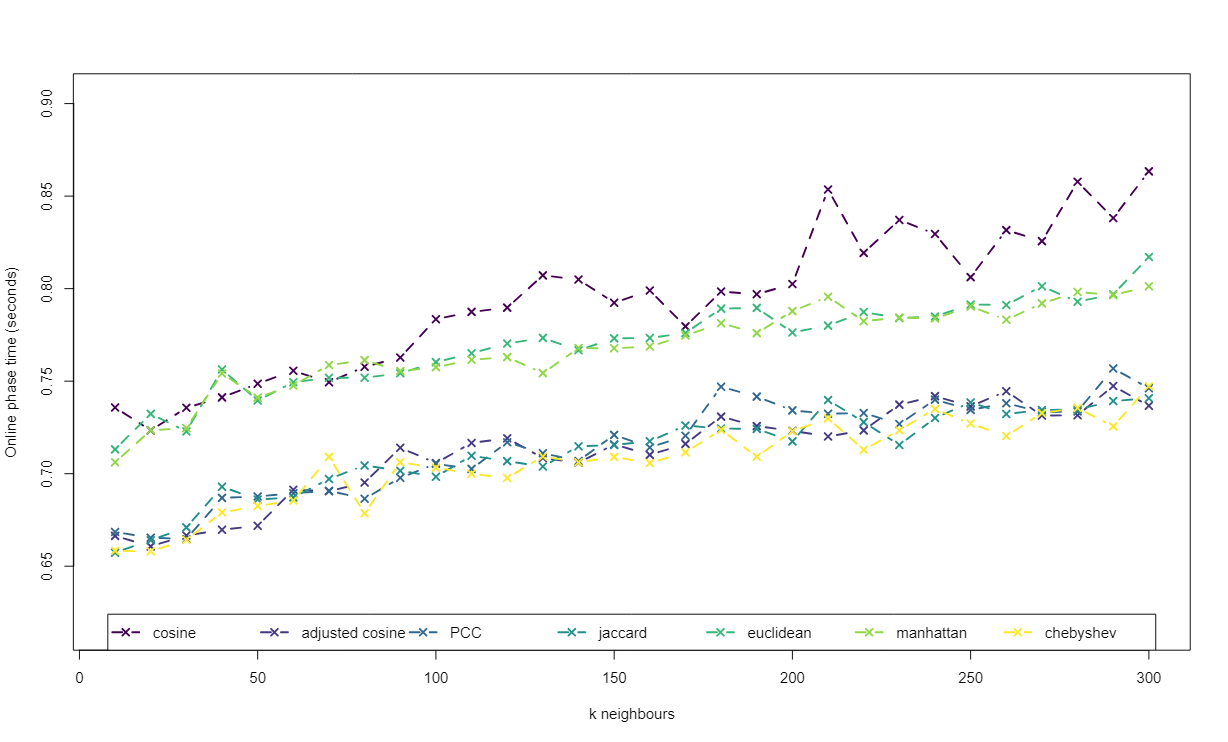 0.90
0.85
0.80
0.75
0.70
0.65
Online phase time (seconds)
cosine adjusted cosine PCC jaccard euclidean manhattan chebyshev
0 50 100 150 200 250 300
k neighbours